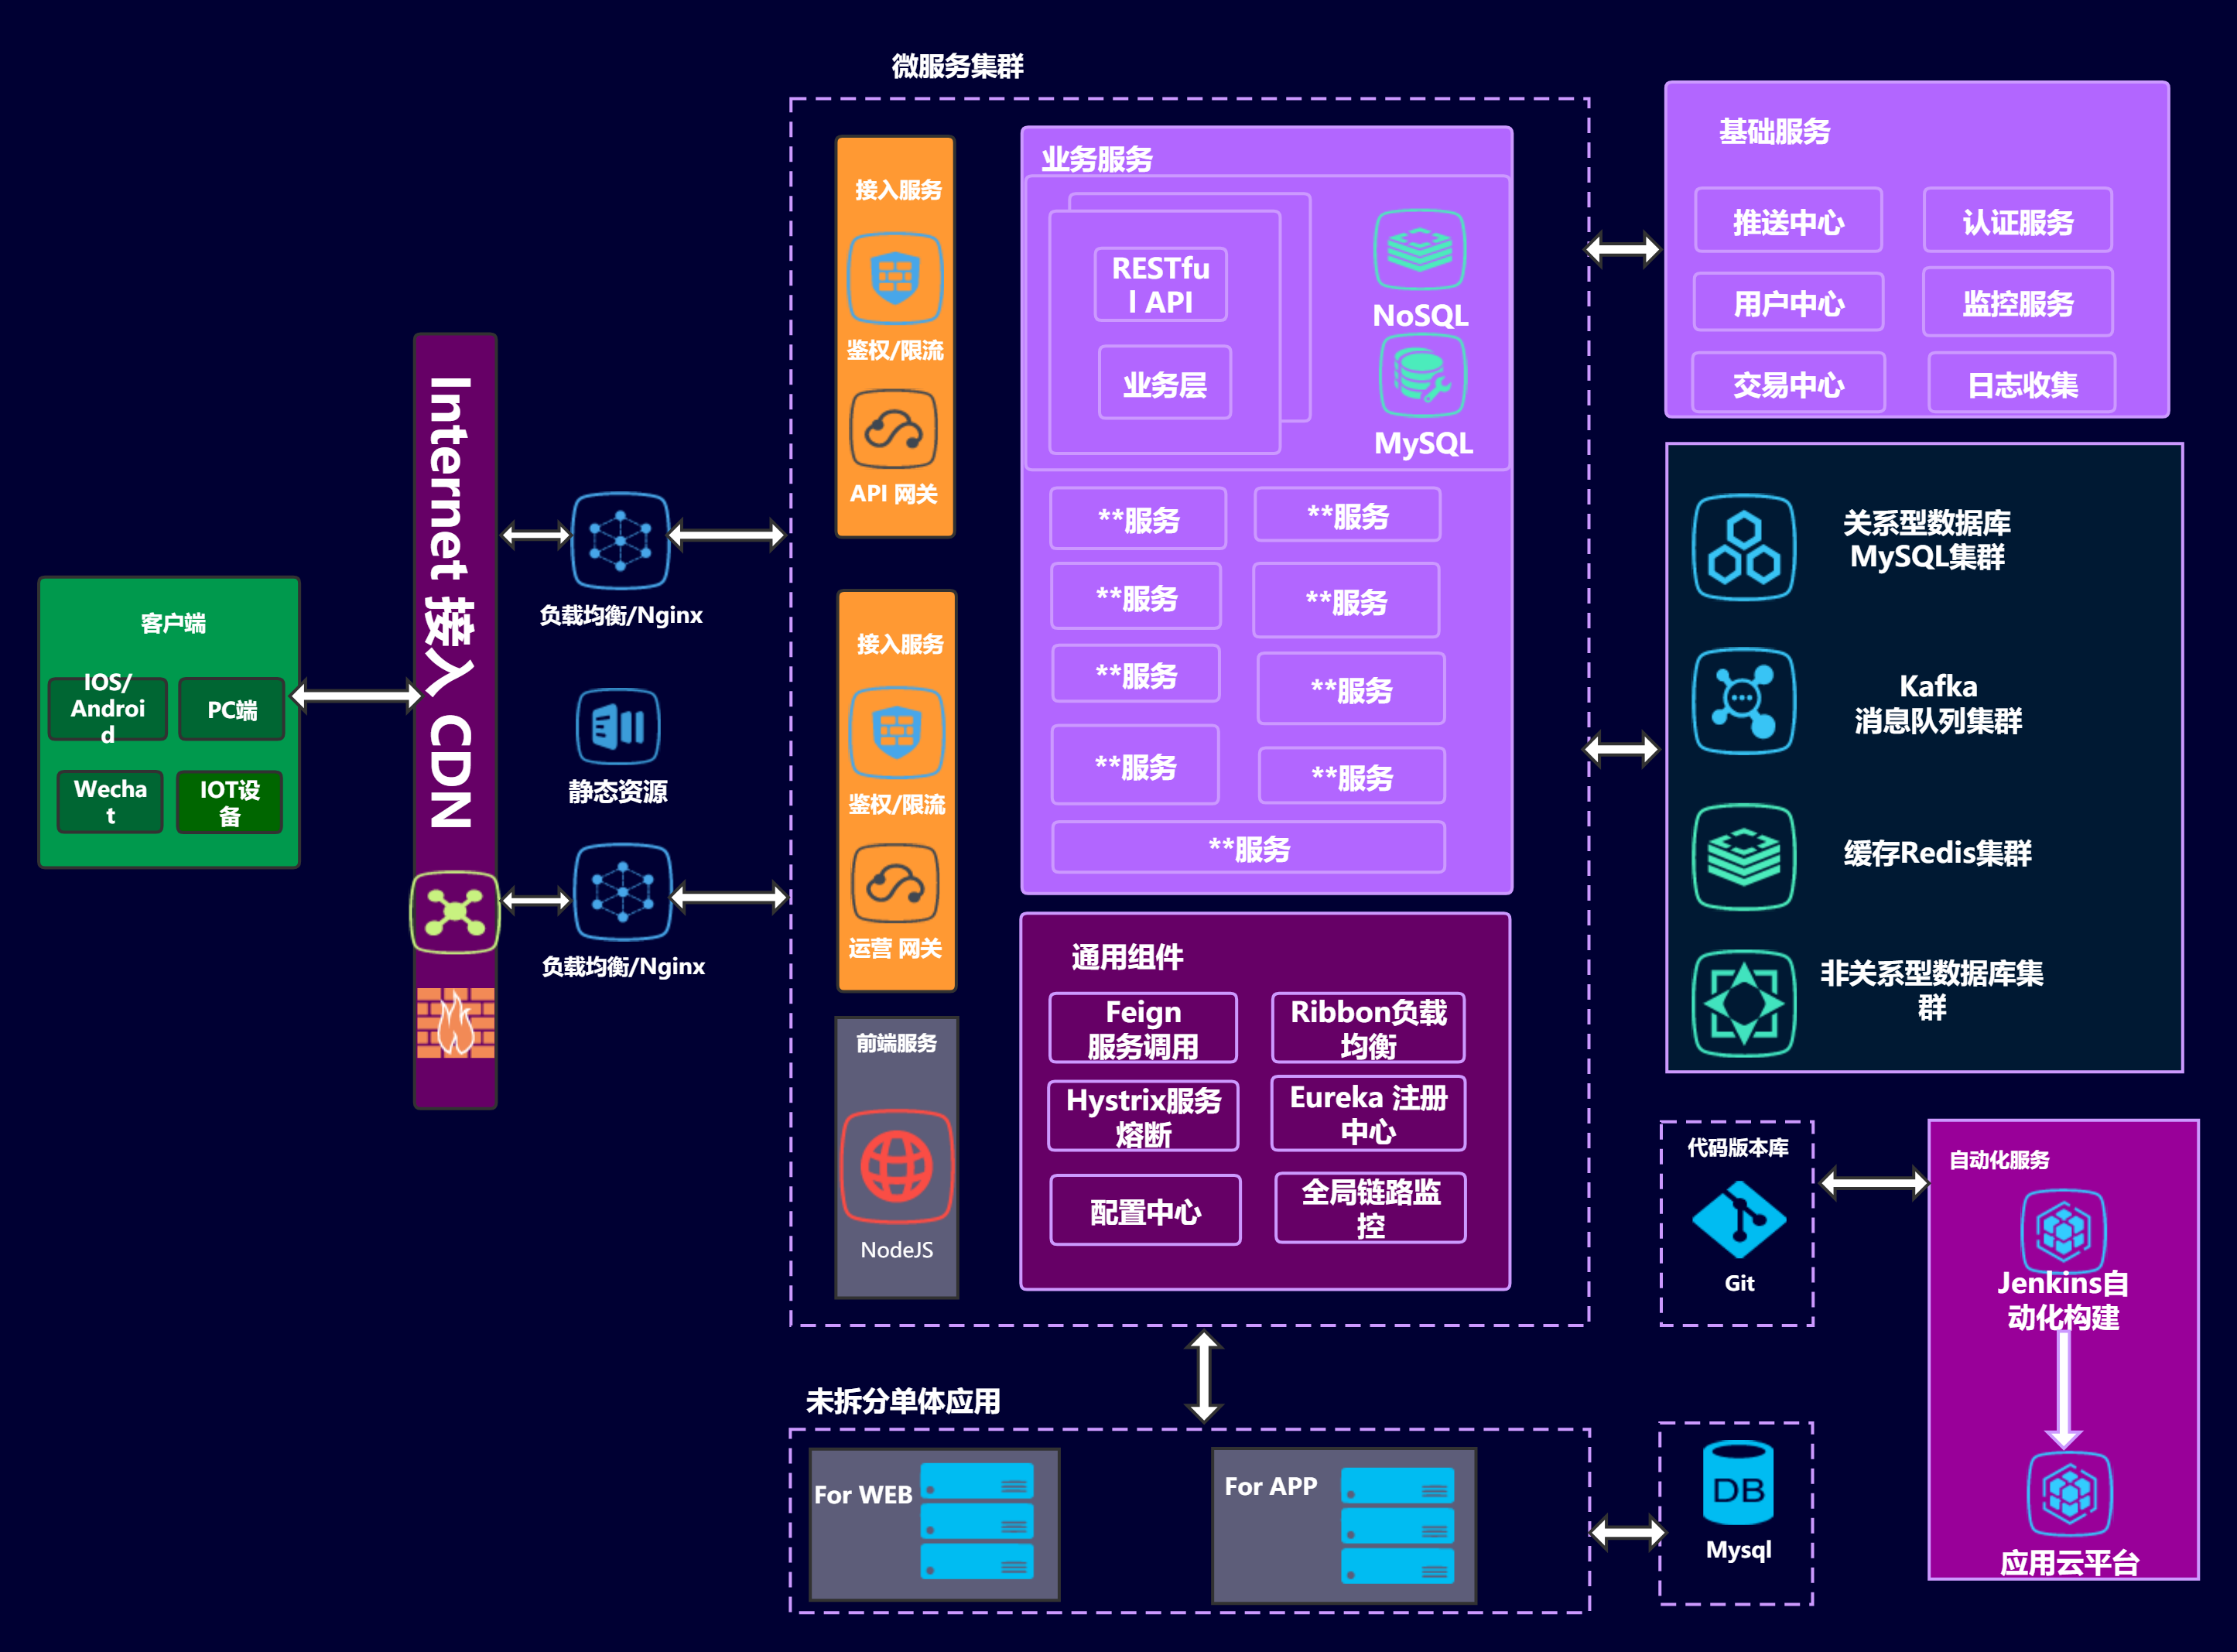 微服务集群
客户端
IOS/
Androi
d
PC端
Wecha
t
IOT设
备
Internet 接入 CDN
负载均衡/Nginx
静态资源
负载均衡/Nginx
接入服务
鉴权/限流
API 网关
接入服务
鉴权/限流
运营 网关
前端服务
NodeJS
业务服务
RESTfu
l API
业务层
NoSQL
MySQL
**服务
**服务
**服务
**服务
**服务
**服务
**服务
**服务
**服务
通用组件
Feign
服务调用
Ribbon负载
均衡
Hystrix服务
熔断
Eureka 注册
中心
配置中心
全局链路监
控
基础服务
推送中心
认证服务
用户中心
监控服务
交易中心
日志收集
关系型数据库
MySQL集群
Kafka
消息队列集群
缓存Redis集群
非关系型数据库集
群
代码版本库
Git
自动化服务
Jenkins自
动化构建
应用云平台
未拆分单体应用
For WEB
For APP
DB
Mysql